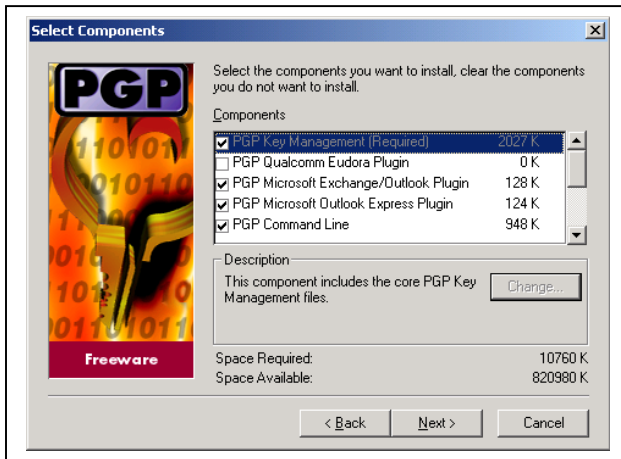 Select Components
PGP
Select the components you want to install, clear the components
you do not want to install.
Components
PGP Key Management (Required) 2027 K
PGP Qualcomm Eudora Plugin 0 K
PGP Microsoft Exchange/Outlook Plugin 128 K
PGP Microsoft Outlook Express Plugin 124 K
PGP Command Line 948 K
Description
This component includes the core PGP Key
Management files.
Change...
Freeware
Space Required: 10760 K
Space Available: 820980 K
< Back
Next >
Cancel